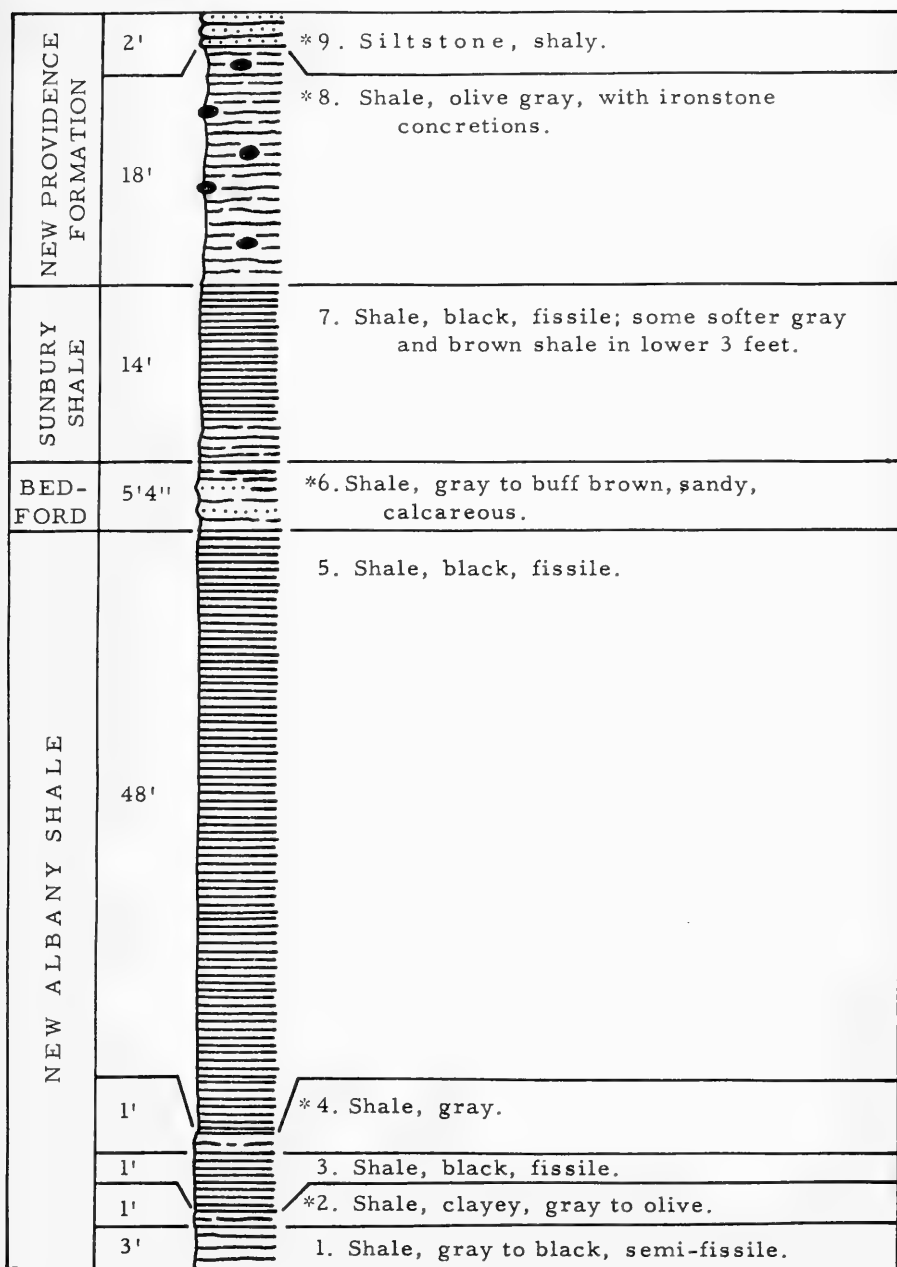 NEW PROVIDENCE
FORMATION
2'
*9. Siltstone, shaly.
18'
*8. Shale, olive gray, with ironstone
concretions.
SUNBURY
SHALE
14'
7. Shale, black, fissile; some softer gray
and brown shale in lower 3 feet.
BED-
FORD
5'4"
*6. Shale, gray to buff brown, sandy,
calcareous.
NEW ALBANY SHALE
48'
5. Shale, black, fissile.
1'
*4. Shale, gray.
1'
3. Shale, black, fissile.
1'
*2. Shale, clayey, gray to olive.
3'
1. Shale, gray to black, semi-fissile.